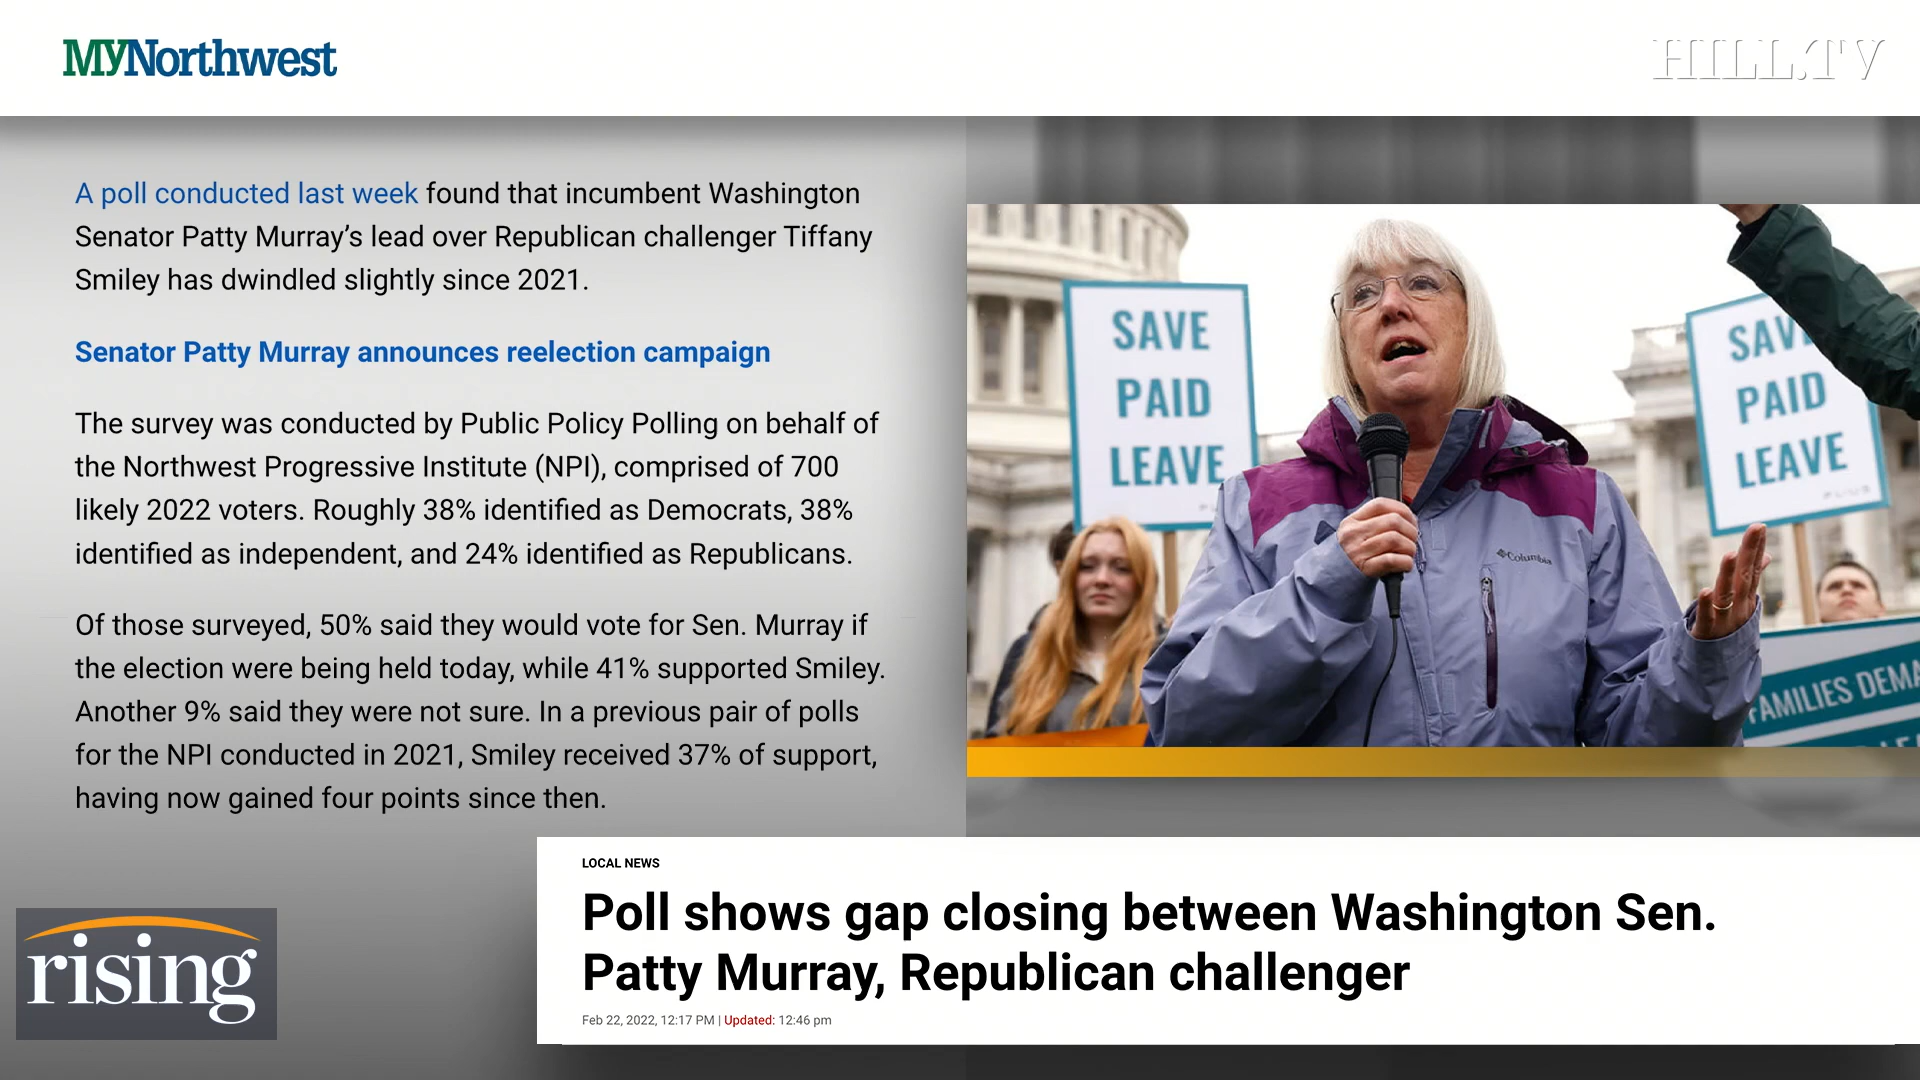 MYNorthwest
HILL.TV
A poll conducted last week found that incumbent Washington
Senator Patty Murray’s lead over Republican challenger Tiffany
Smiley has dwindled slightly since 2021.
Senator Patty Murray announces reelection campaign
The survey was conducted by Public Policy Polling on behalf of
the Northwest Progressive Institute (NPI), comprised of 700
likely 2022 voters. Roughly 38% identified as Democrats, 38%
identified as independent, and 24% identified as Republicans.
Of those surveyed, 50% said they would vote for Sen. Murray if
the election were being held today, while 41% supported Smiley.
Another 9% said they were not sure. In a previous pair of polls
for the NPI conducted in 2021, Smiley received 37% of support,
having now gained four points since then.
SAVE
PAID
LEAVE
SAV
PAID
LEAVE
Columbia
FAMILIES DEMA
LOCAL NEWS
Poll shows gap closing between Washington Sen.
Patty Murray, Republican challenger
Feb 22, 2022, 12:17 PM | Updated: 12:46 pm
rising